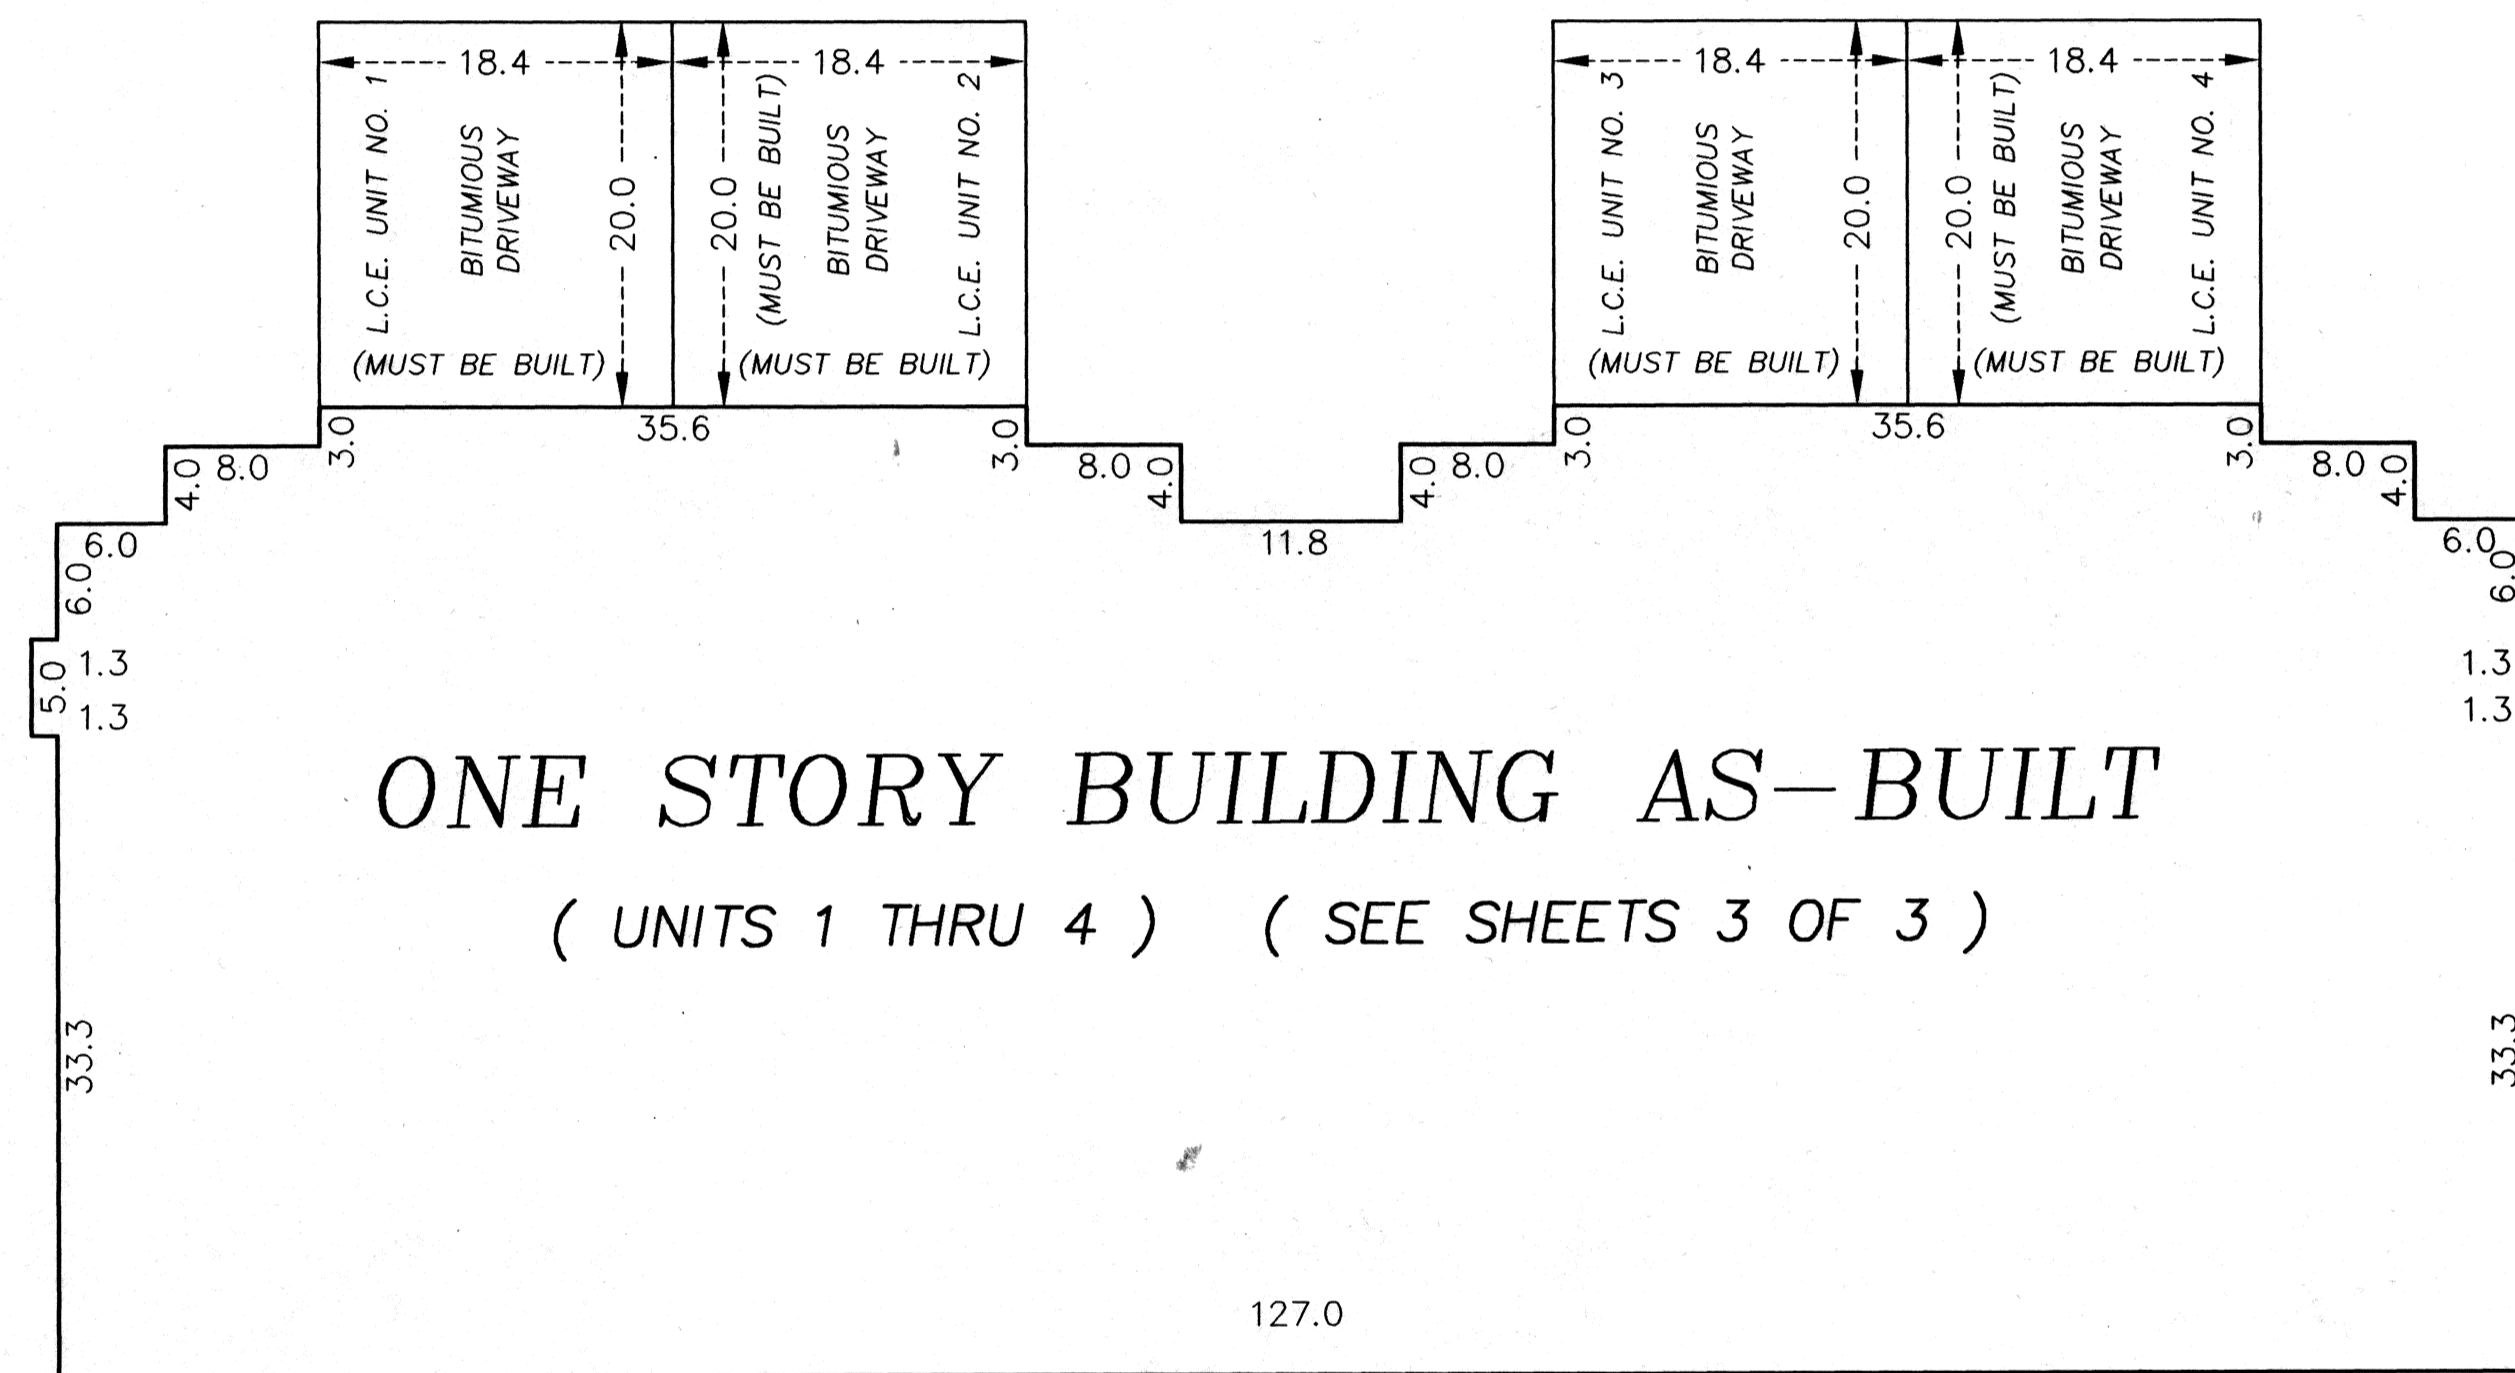 18.4
18.4
18.4
18.4
L.C.E. UNIT NO. 1
BITUMIOUS
DRIVEWAY
20.0
(MUST BE BUILT)
20.0
(MUST BE BUILT)
BITUMIOUS
DRIVEWAY
L.C.E. UNIT NO. 2
(MUST BE BUILT)
L.C.E. UNIT NO. 3
BITUMIOUS
DRIVEWAY
20.0
(MUST BE BUILT)
20.0
(MUST BE BUILT)
BITUMIOUS
DRIVEWAY
L.C.E. UNIT NO. 4
(MUST BE BUILT)
3.0
35.6
3.0
3.0
35.6
3.0
4.0
8.0
8.0
4.0
4.0
8.0
8.0
4.0
6.0
11.8
6.0
6.0
6.0
5.0
1.3
1.3
1.3
1.3
ONE STORY BUILDING AS-BUILT
( UNITS 1 THRU 4 ) ( SEE SHEETS 3 OF 3 )
33.3
33.3
127.0